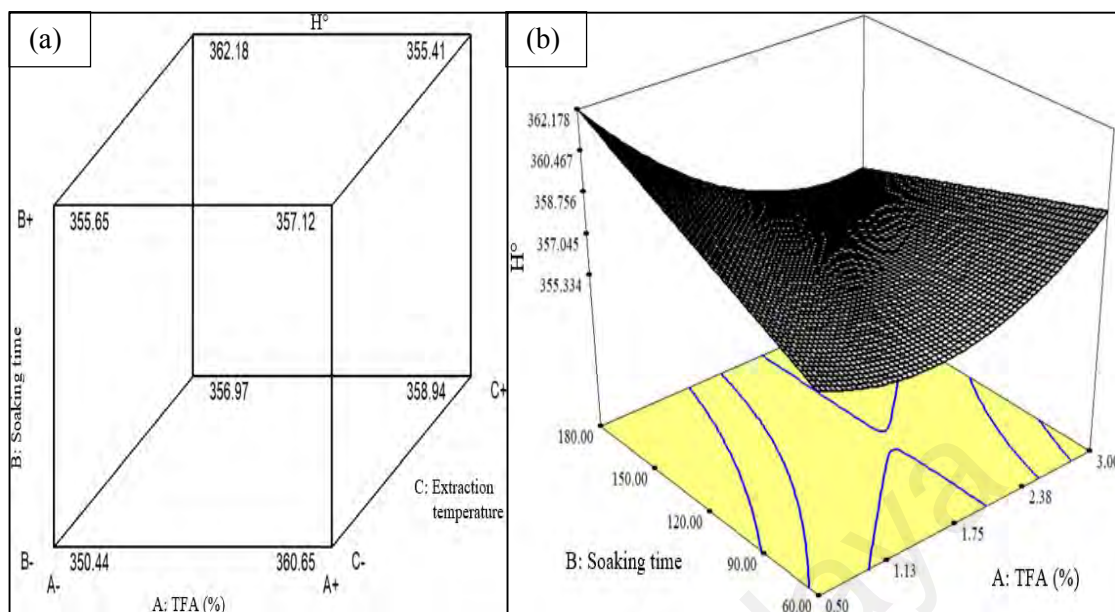 (a)
H°
362.18
355.41
B+
355.65
357.12
B: Soaking time
356.97
358.94
C+
C: Extraction
temperature
B-
350.44
360.65
C-
A-
A+
A: TFA (%)
(b)
362.178
360.467
358.756
357.045
355.334
H°
180.00
150.00
120.00
90.00
60.00
B: Soaking time
3.00
2.38
1.75
1.13
0.50
A: TFA (%)